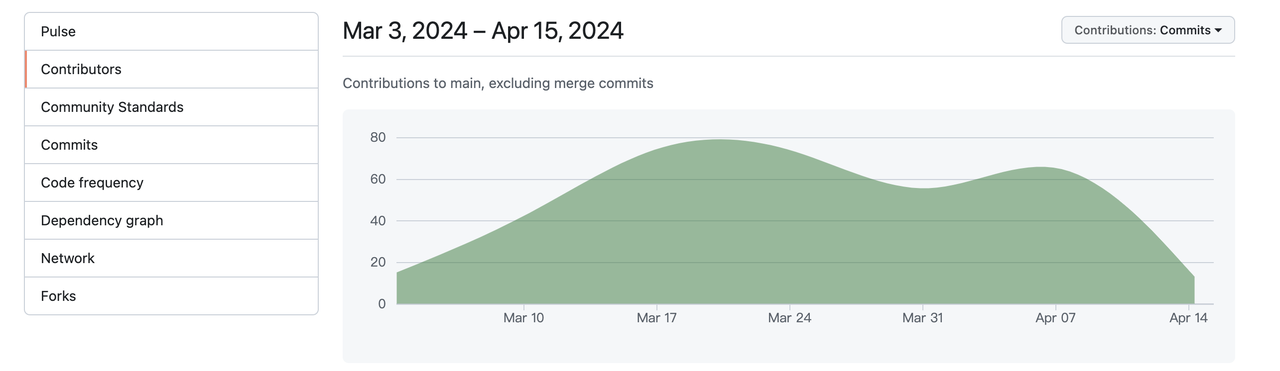 Pulse
Contributors
Community Standards
Commits
Code frequency
Dependency graph
Network
Forks
Mar 3, 2024 – Apr 15, 2024
Contributions: Commits
Contributions to main, excluding merge commits
80
60
40
20
0
Mar 10 Mar 17 Mar 24 Mar 31 Apr 07 Apr 14